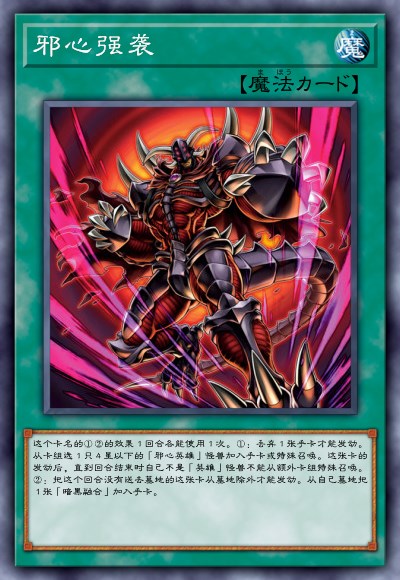 邪心强袭
魔
【魔法カード】
まほう
这个卡名的①②的效果1回合各能使用1次。①：丢弃1张手卡才能发动。
从卡组选1只4星以下的「邪心英雄」怪兽加入手卡或特殊召唤。这张卡的
发动后，直到回合结束时自己不是「英雄」怪兽不能从额外卡组特殊召唤。
②：把这个回合没有送去墓地的这张卡从墓地除外才能发动。从自己墓地把
1张「暗黑融合」加入手卡。